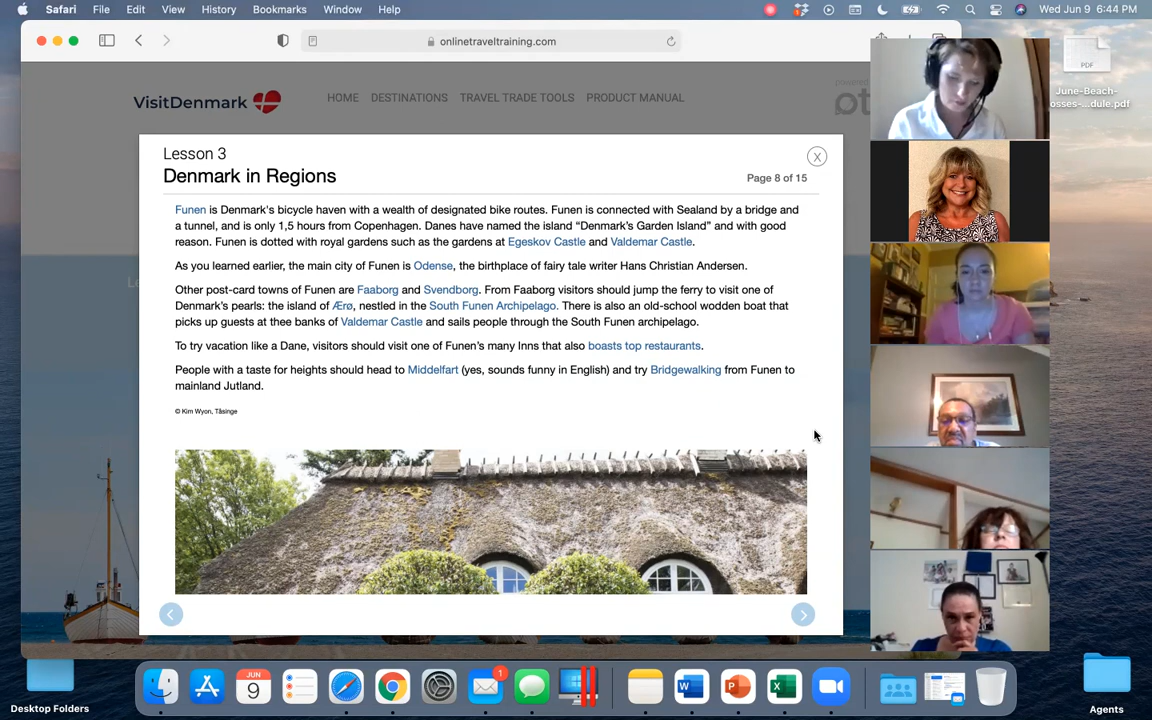 Safari File Edit View History Bookmarks Window Help Wed Jun 9 6:44 PM
onlinetraveltraining.com
PDF
June-Beach-
osses-...dule.pdf
VisitDenmark HOME DESTINATIONS TRAVEL TRADE TOOLS PRODUCT MANUAL
Lesson 3
Denmark in Regions
X
Page 8 of 15
Funen is Denmark's bicycle haven with a wealth of designated bike routes. Funen is connected with Sealand by a bridge and
a tunnel, and is only 1,5 hours from Copenhagen. Danes have named the island “Denmark's Garden Island” and with good
reason. Funen is dotted with royal gardens such as the gardens at Egeskov Castle and Valdemar Castle.
As you learned earlier, the main city of Funen is Odense, the birthplace of fairy tale writer Hans Christian Andersen.
Other post-card towns of Funen are Faaborg and Svendborg. From Faaborg visitors should jump the ferry to visit one of
Denmark's pearls: the island of Ærø, nestled in the South Funen Archipelago. There is also an old-school wodden boat that
picks up guests at thee banks of Valdemar Castle and sails people through the South Funen archipelago.
To try vacation like a Dane, visitors should visit one of Funen's many Inns that also boasts top restaurants.
People with a taste for heights should head to Middelfart (yes, sounds funny in English) and try Bridgewalking from Funen to
mainland Jutland.
© Kim Wyon, Tåsinge
JUN
9
1
Desktop Folders
Agents